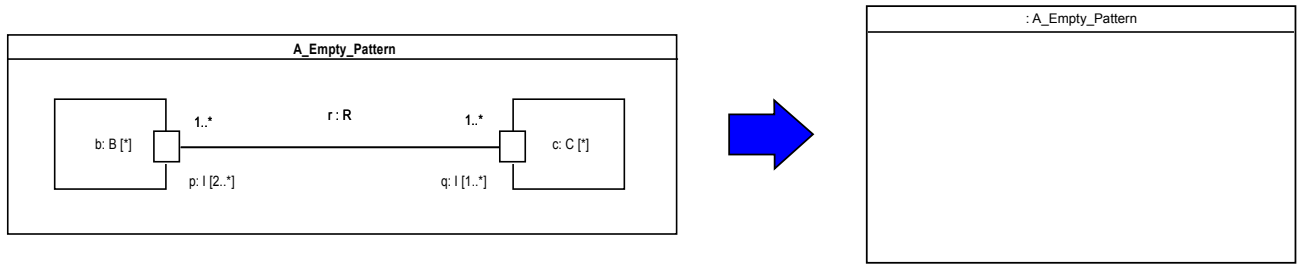 : A_Empty_Pattern
A_Empty_Pattern
1..*
r : R
1..*
b: B [*]
c: C [*]
p: I [2..*]
q: I [1..*]